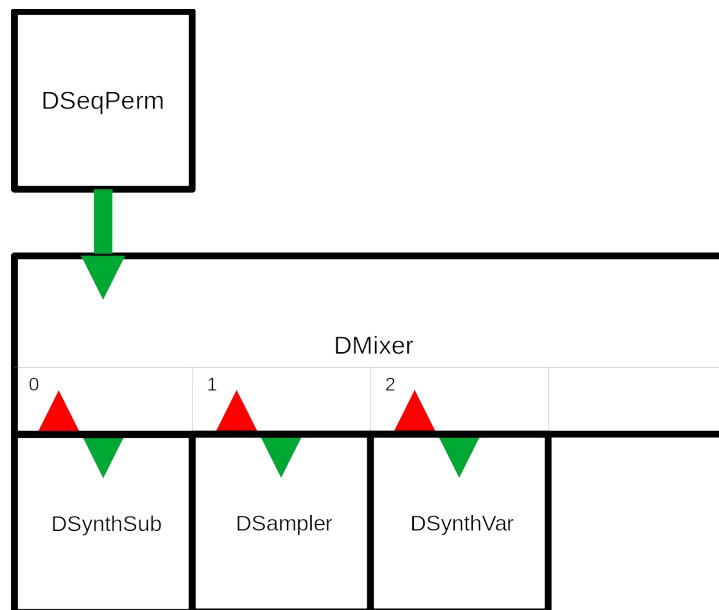 DSeqPerm
DMixer
0
1
2
DSynthSub
DSampler
DSynthVar